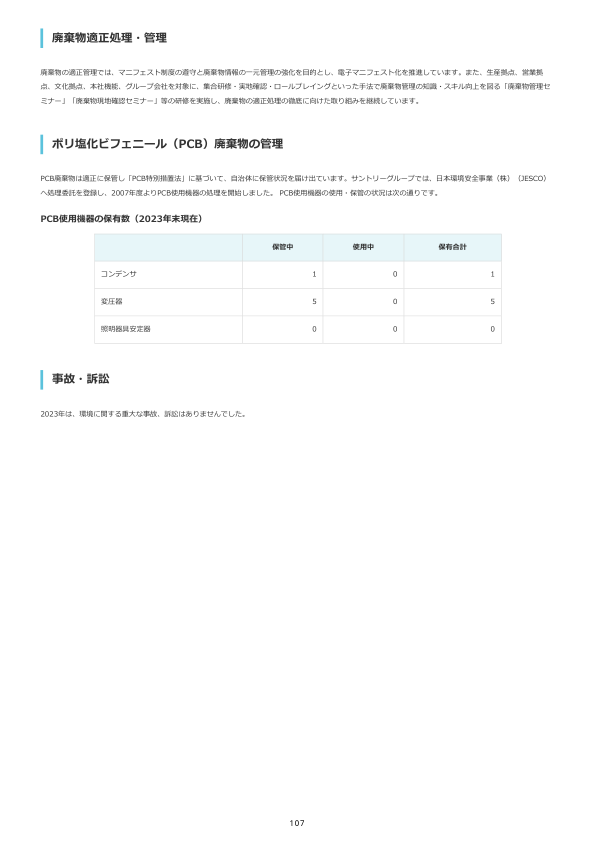 廃棄物適正処理・管理
廃棄物の適正管理では、マニフェスト制度の遵守と廃棄物情報の一元管理の強化を目的とし、電子マニフェスト化を推進しています。また、生産拠点、営業拠
点、文化拠点、本社機能、グループ会社を対象に、集合研修・実地確認・ロールプレイングといった手法で廃棄物管理の知識・スキル向上を図る「廃棄物管理セ
ミナー」「廃棄物現地確認セミナー」等の研修を実施し、廃棄物の適正処理の徹底に向けた取り組みを継続しています。
ポリ塩化ビフェニール（PCB）廃棄物の管理
PCB廃棄物は適正に保管し「PCB特別措置法」に基づいて、自治体に保管状況を届け出ています。サントリーグループでは、日本環境安全事業（株）（JESCO）
へ処理委託を登録し、2007年度よりPCB使用機器の処理を開始しました。 PCB使用機器の使用・保管の状況は次の通りです。
PCB使用機器の保有数（2023年末現在）
保管中 使用中 保有合計
コンデンサ 1 0 1
変圧器 5 0 5
照明器具安定器 0 0 0
事故・訴訟
2023年は、環境に関する重大な事故、訴訟はありませんでした。
107